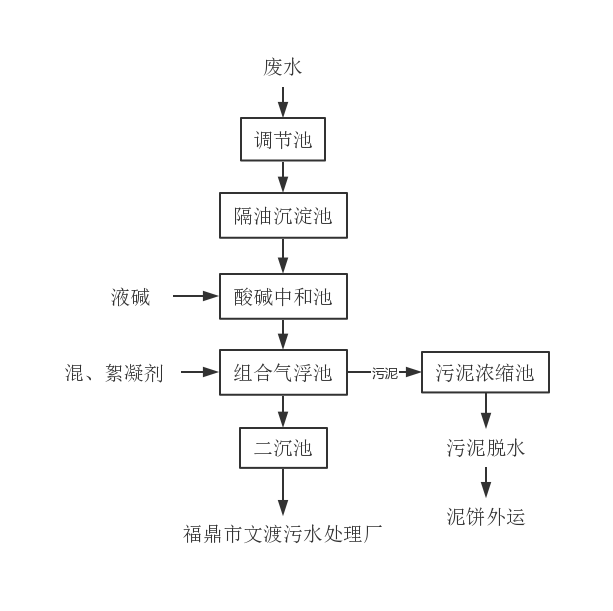 废水
调节池
隔油沉淀池
液碱
酸碱中和池
混、絮凝剂
组合气浮池
污泥
污泥浓缩池
二沉池
污泥脱水
泥饼外运
福鼎市文渡污水处理厂